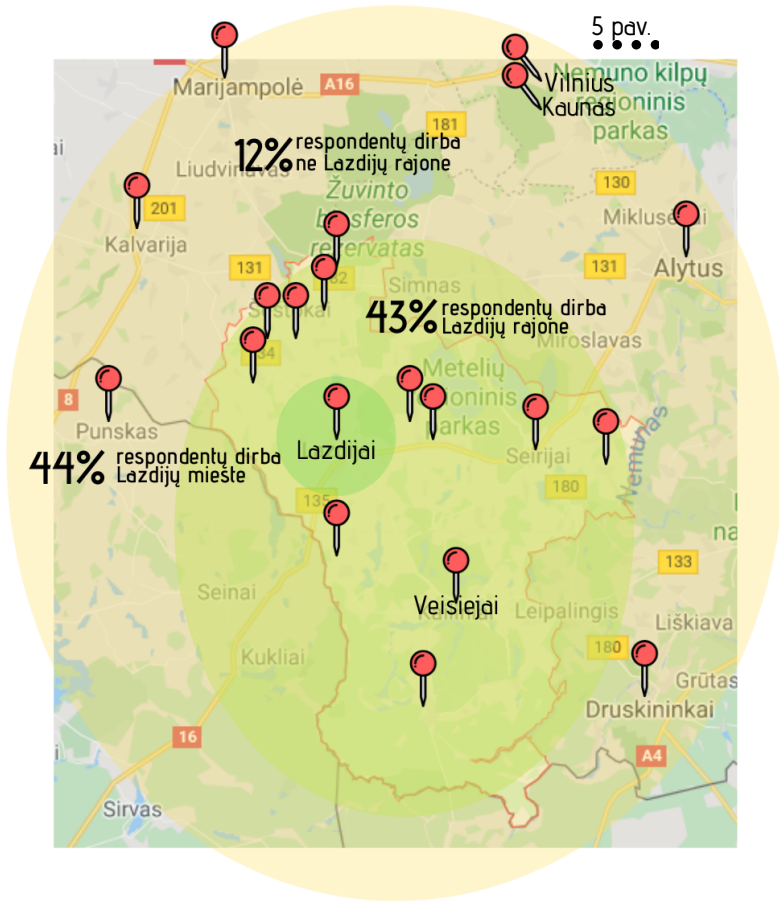 5 pav.
Nemuno kilpų
regioninis
parkas
Vilnius
Kaunas
Marijampolė
A16
181
12% respondentų dirba
ne Lazdijų rajone
Liudvinavas
Žuvinto
biosferos
rezervatas
130
201
Kalvarija
Alytus
131
131
Simnas
43% respondentų dirba
Lazdijų rajone
Miroslavas
Metelių
parkas
8
Punskas
Lazdijai
44% respondentų dirba
Lazdijų mieste
Seirijai
Nemunas
180
135
133
Seinai
Veisiejai
Leipalingis
Liškiava
180
Kukliai
Grūtas
Druskininkai
16
A4
Sirvas